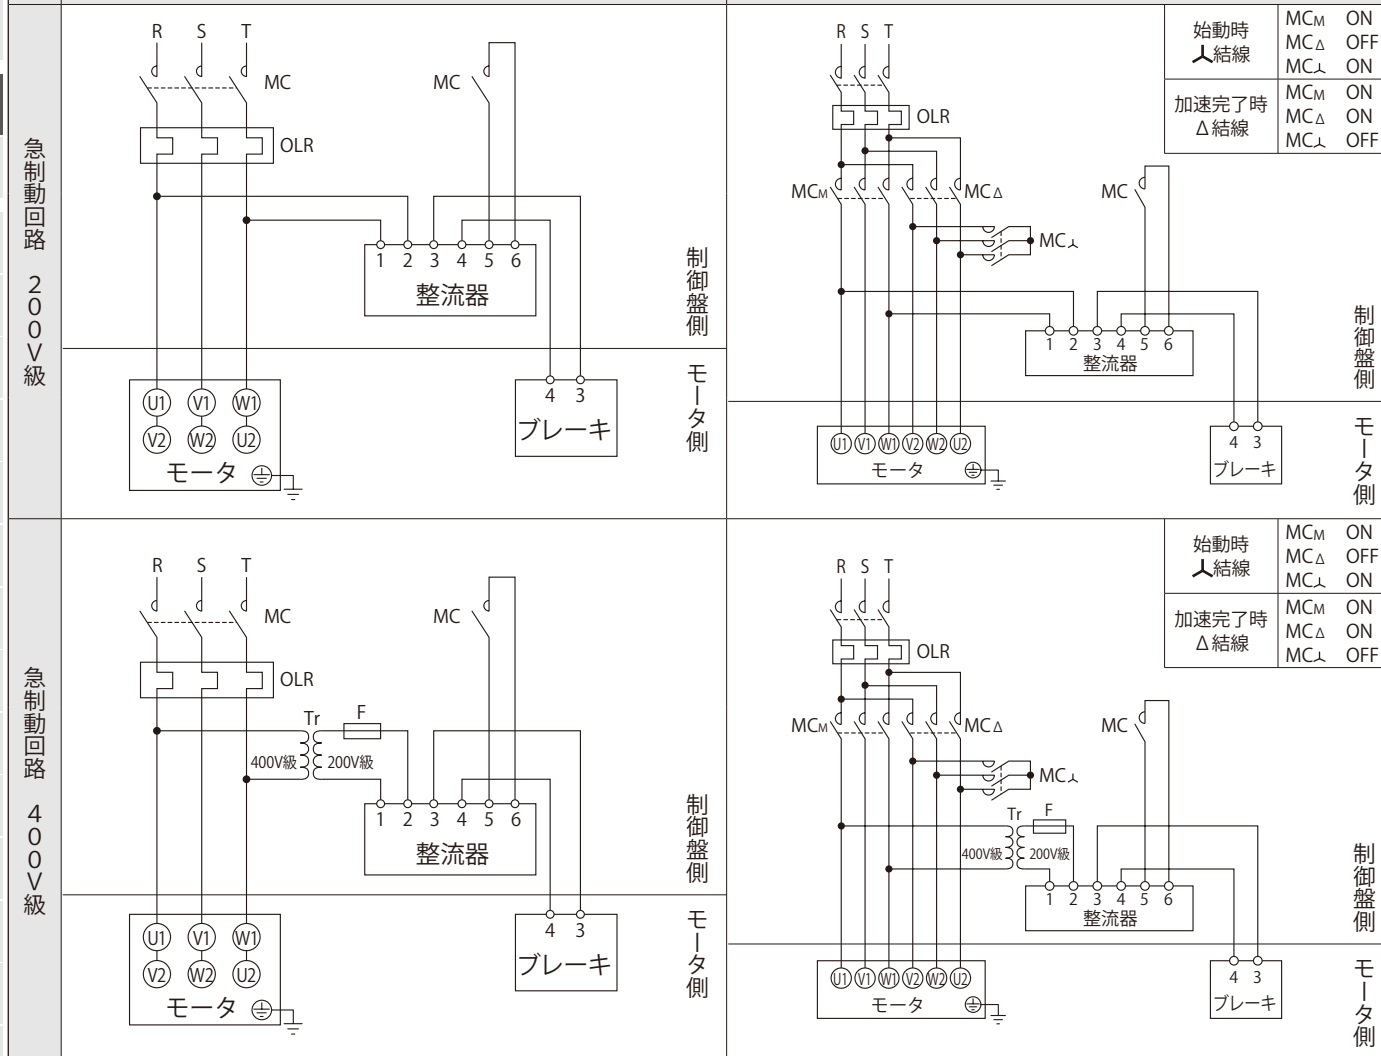 急制動回路 200V級
R S T
MC
MC
OLR
1 2 3 4 5 6
整流器
制御盤側
モータ側
U1 V1 W1
V2 W2 U2
モータ
4 3
ブレーキ
R S T
始動時
人結線
MCM ON
MCΔ OFF
MC人 ON
加速完了時
Δ結線
MCM ON
MCΔ ON
MC人 OFF
OLR
MCM
MCΔ
MC
MC人
1 2 3 4 5 6
整流器
制御盤側
モータ側
U1 V1 W1 V2 W2 U2
モータ
4 3
ブレーキ
急制動回路 400V級
R S T
MC
MC
OLR
Tr F
400V級 200V級
1 2 3 4 5 6
整流器
制御盤側
モータ側
U1 V1 W1
V2 W2 U2
モータ
4 3
ブレーキ
R S T
始動時
人結線
MCM ON
MCΔ OFF
MC人 ON
加速完了時
Δ結線
MCM ON
MCΔ ON
MC人 OFF
OLR
MCM
MCΔ
MC
MC人
Tr F
400V級 200V級
1 2 3 4 5 6
整流器
制御盤側
モータ側
U1 V1 W1 V2 W2 U2
モータ
4 3
ブレーキ